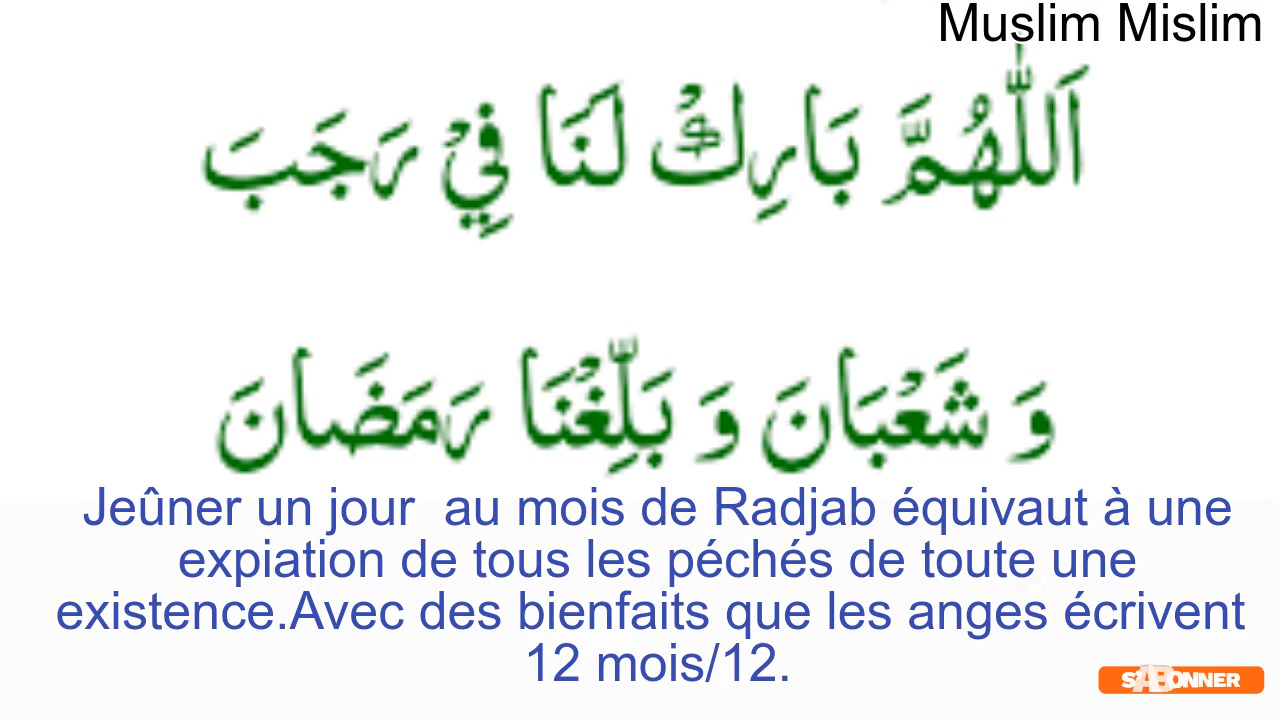 Muslim Mislim
اَللّٰهُمَّ بَارِكْ لَنَا فِيْ رَجَبَ
وَ شَعْبَانَ وَ بَلِّغْنَا رَمَضَانَ
Jeûner un jour au mois de Radjab équivaut à une
expiation de tous les péchés de toute une
existence.Avec des bienfaits que les anges écrivent
12 mois/12.